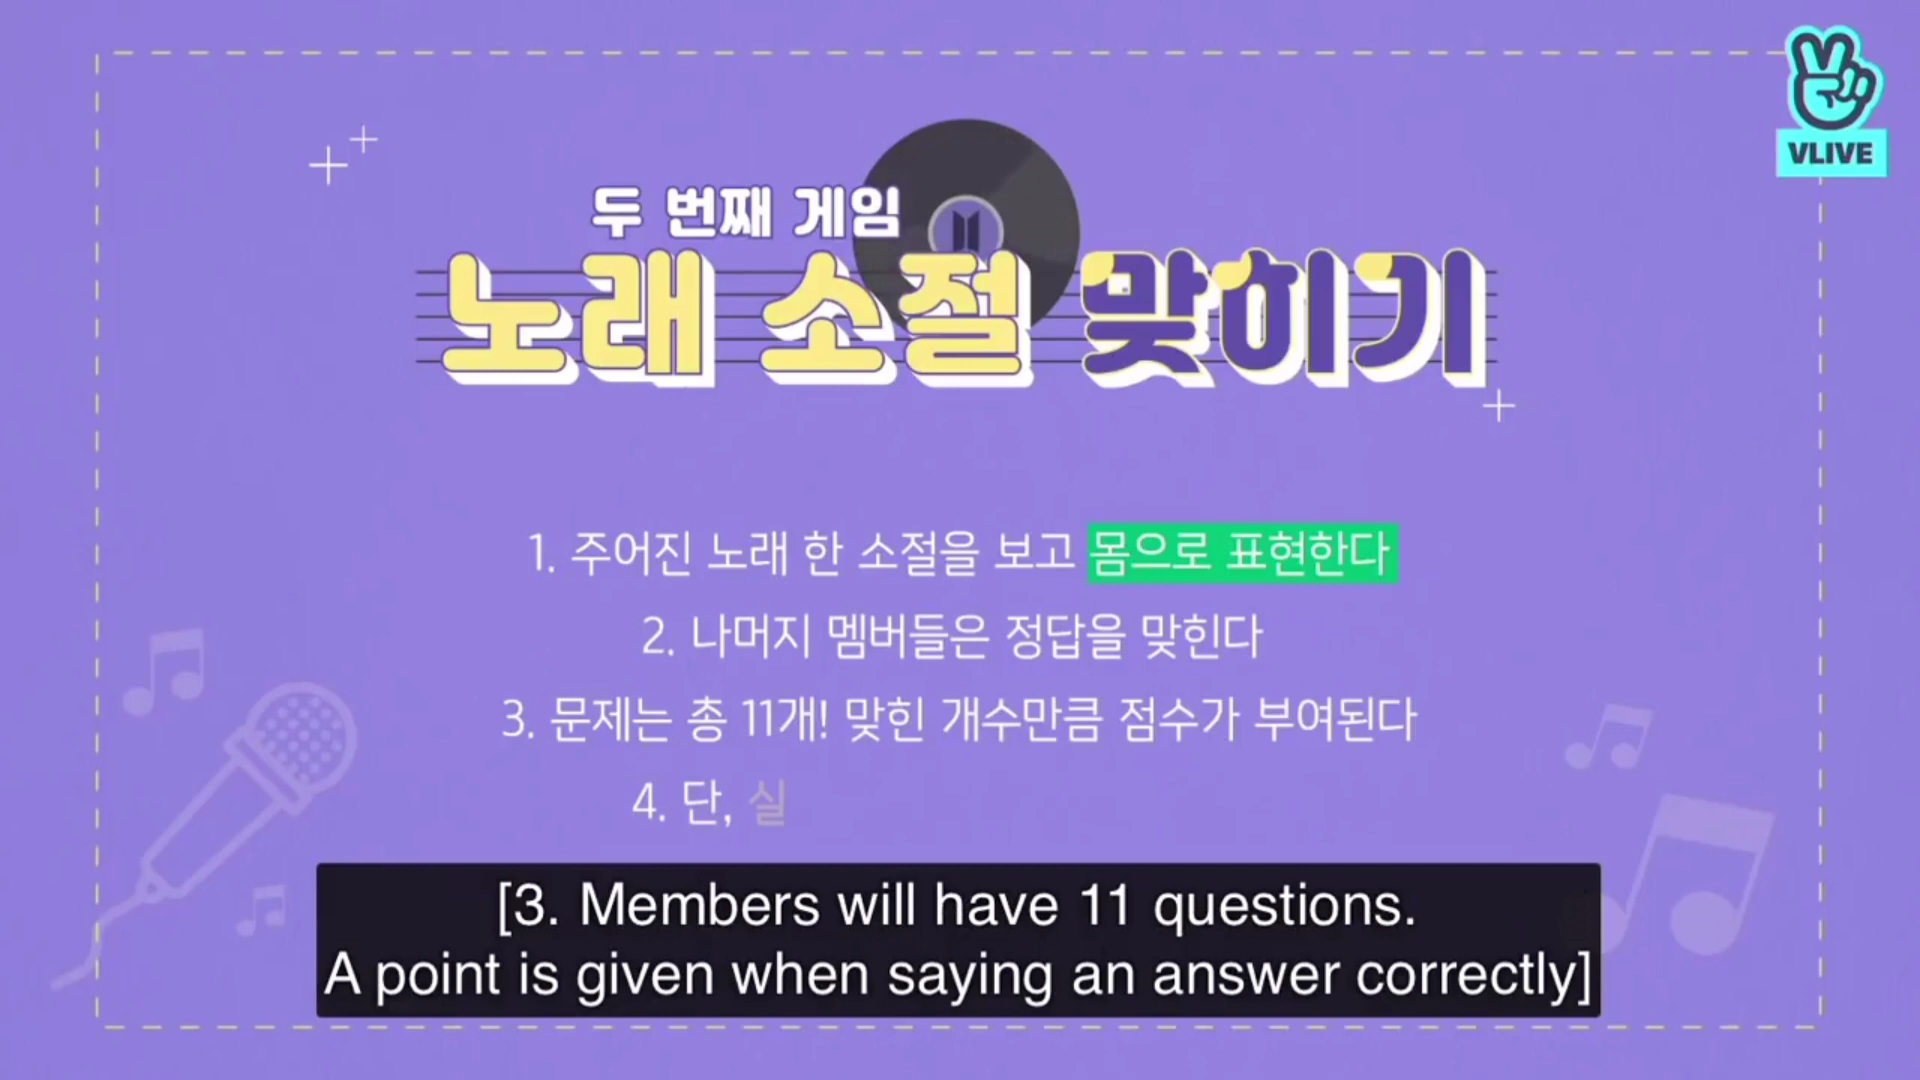 VLIVE
두 번째 게임
노래 소절 맞히기
1. 주어진 노래 한 소절을 보고 몸으로 표현한다
2. 나머지 멤버들은 정답을 맞힌다
3. 문제는 총 11개! 맞힌 개수만큼 점수가 부여된다
4. 단, 실
[3. Members will have 11 questions.
A point is given when saying an answer correctly]